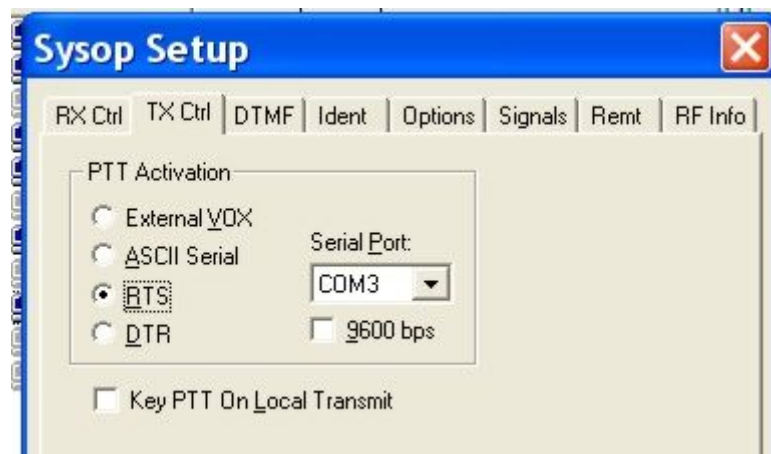 Sysop Setup
RX Ctrl TX Ctrl DTMF Ident Options Signals Remt RF Info
PTT Activation
External VOX
ASCII Serial
RTS
DTR
Serial Port:
COM3
9600 bps
Key PTT On Local Transmit